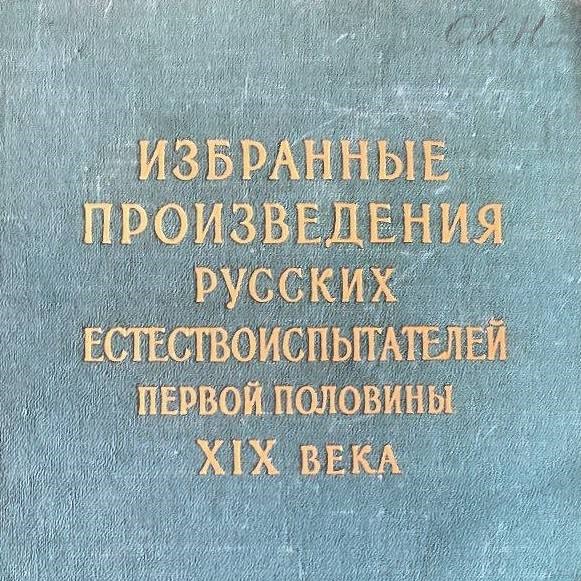 ИЗБРАННЫЕ
ПРОИЗВЕДЕНИЯ
РУССКИХ
ЕСТЕСТВОИСПЫТАТЕЛЕЙ
ПЕРВОЙ ПОЛОВИНЫ
XIX ВЕКА